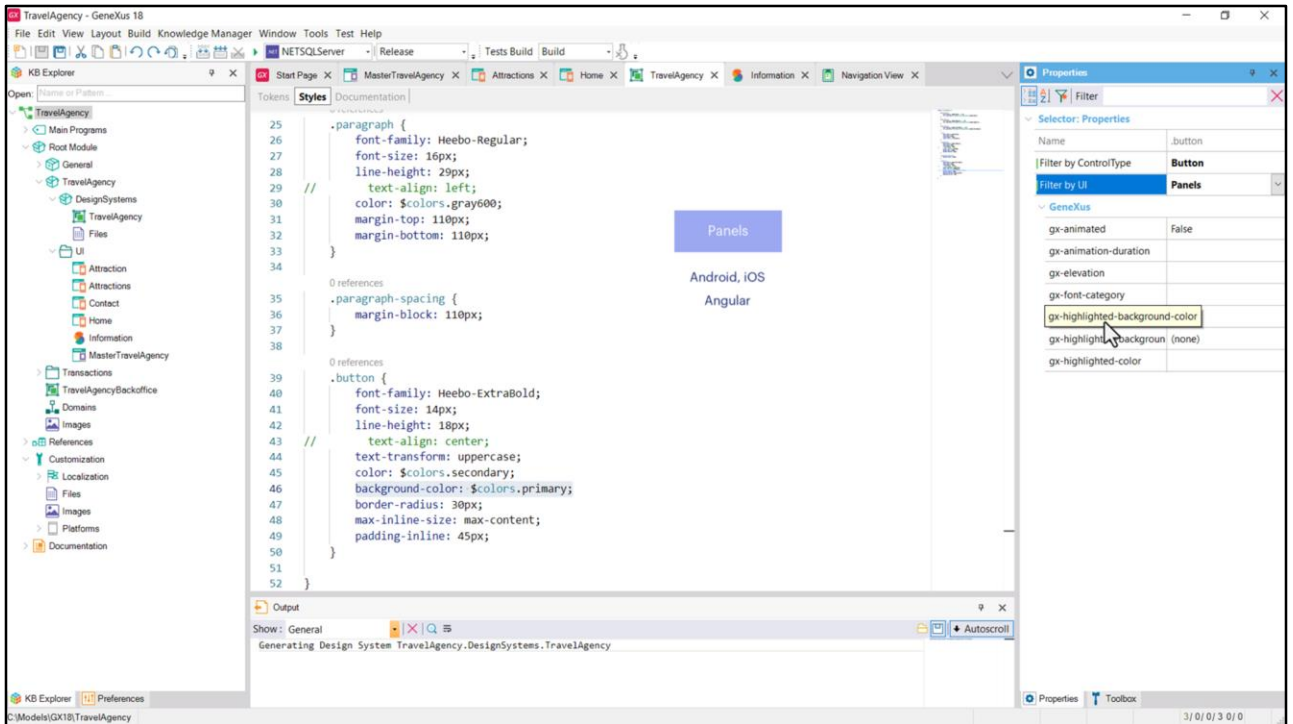 TravelAgency - GeneXus 18
File Edit View Layout Build Knowledge Manager Window Tools Test Help
NETSQLServer Release Tests Build Build
KB Explorer
Open: Name or Pattern...
TravelAgency
Main Programs
Root Module
General
TravelAgency
DesignSystems
TravelAgency
Files
UI
Attraction
Attractions
Contact
Home
Information
MasterTravelAgency
Transactions
TravelAgencyBackoffice
Domains
Images
References
Customization
Localization
Files
Images
Platforms
Documentation
KB Explorer Preferences
C:\Models\GX18\TravelAgency
Start Page MasterTravelAgency Attractions Home TravelAgency Information Navigation View
Tokens Styles Documentation
0 references
25 .paragraph {
26 font-family: Heebo-Regular;
27 font-size: 16px;
28 line-height: 29px;
29 // text-align: left;
30 color: $colors.gray600;
31 margin-top: 110px;
32 margin-bottom: 110px;
33 }
34
0 references
35 .paragraph-spacing {
36 margin-block: 110px;
37 }
38
0 references
39 .button {
40 font-family: Heebo-ExtraBold;
41 font-size: 14px;
42 line-height: 18px;
43 // text-align: center;
44 text-transform: uppercase;
45 color: $colors.secondary;
46 background-color: $colors.primary;
47 border-radius: 30px;
48 max-inline-size: max-content;
49 padding-inline: 45px;
50 }
51
52 }
Panels
Android, iOS
Angular
Output
Show: General
Autoscroll
Generating Design System TravelAgency.DesignSystems.TravelAgency
Properties
Filter
Selector: Properties
Name .button
Filter by ControlType Button
Filter by UI Panels
GeneXus
gx-animated False
gx-animation-duration
gx-elevation
gx-font-category
gx-highlighted-background-color
(none)
gx-highlighted-color
Properties Toolbox
3/ 0/ 0/ 3 0/ 0